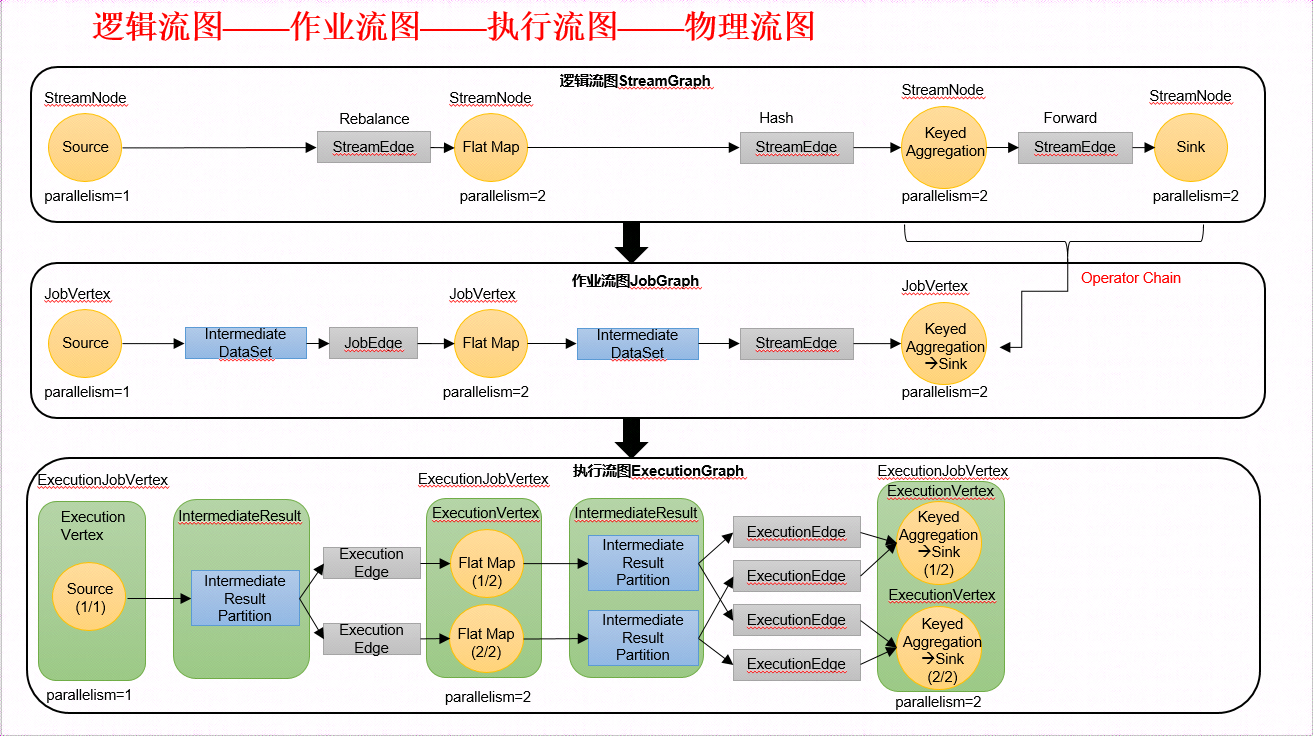 逻辑流图——作业流图——执行流图——物理流图
逻辑流图StreamGraph
StreamNode
StreamNode
StreamNode
StreamNode
Rebalance
Hash
Forward
Source
StreamEdge
Flat Map
StreamEdge
Keyed
Aggregation
StreamEdge
Sink
parallelism=1
parallelism=2
parallelism=2
parallelism=2
作业流图JobGraph
Operator Chain
JobVertex
JobVertex
JobVertex
Source
Intermediate
DataSet
JobEdge
Flat Map
Intermediate
DataSet
StreamEdge
Keyed
Aggregation
→Sink
parallelism=1
parallelism=2
parallelism=2
执行流图ExecutionGraph
ExecutionJobVertex
ExecutionJobVertex
ExecutionJobVertex
Execution
Vertex
Source
(1/1)
IntermediateResult
Intermediate
Result
Partition
Execution
Edge
Execution
Edge
ExecutionVertex
Flat Map
(1/2)
Flat Map
(2/2)
IntermediateResult
Intermediate
Result
Partition
Intermediate
Result
Partition
ExecutionEdge
ExecutionEdge
ExecutionEdge
ExecutionEdge
ExecutionVertex
Keyed
Aggregation
→Sink
(1/2)
ExecutionVertex
Keyed
Aggregation
→Sink
(2/2)
parallelism=1
parallelism=2
parallelism=2